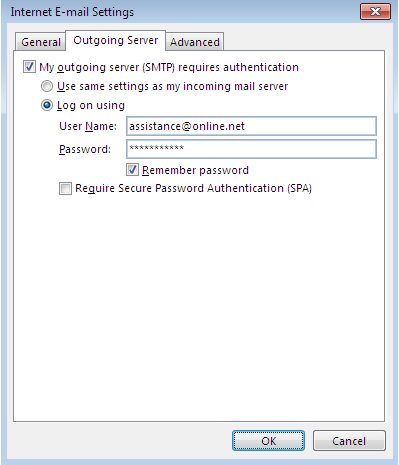 Internet E-mail Settings
General Outgoing Server Advanced
My outgoing server (SMTP) requires authentication
Use same settings as my incoming mail server
Log on using
User Name: assistance@online.net
Password: ***********
Remember password
Require Secure Password Authentication (SPA)
OK Cancel